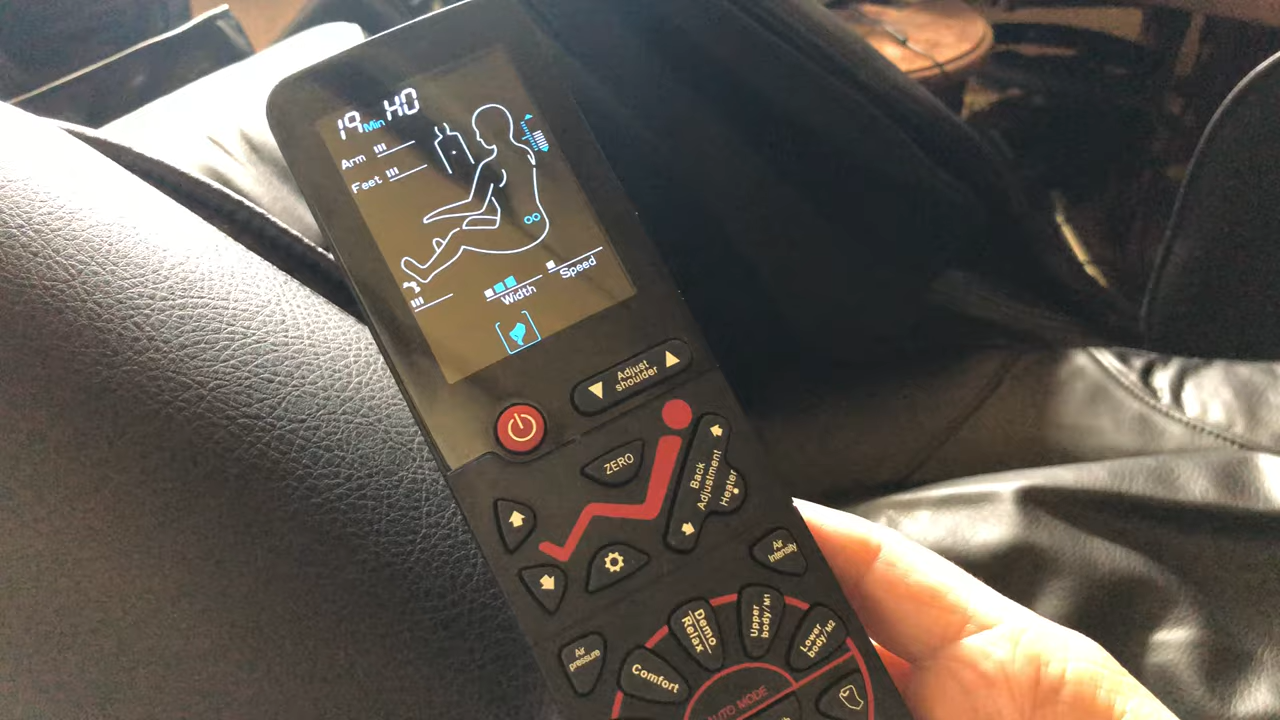 19 Min H0
Arm
Feet
Speed
Width
Adjust
shoulder
ZERO
Back
Adjustment
Heater
Air
Intensity
Demo
Relax
Upper
body/M1
Lower
body/M2
Air
pressure
Comfort
AUTO MODE